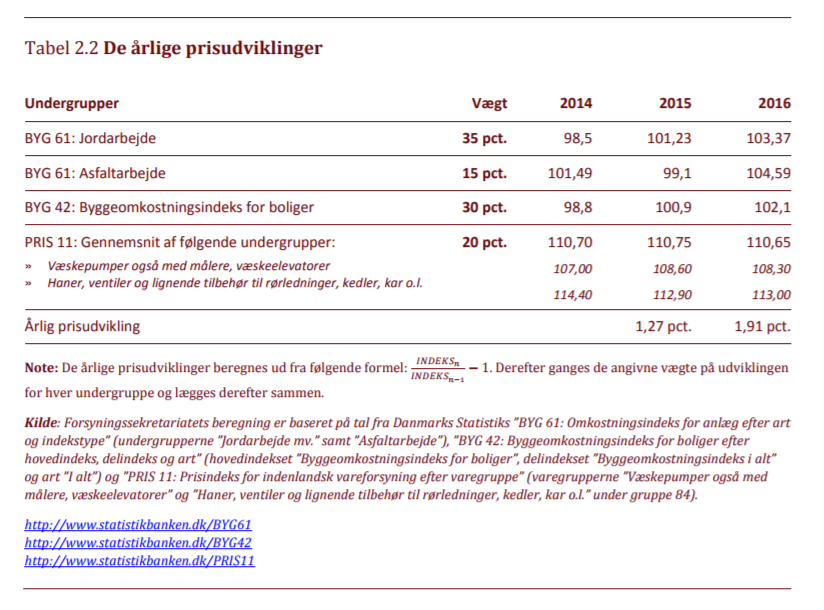 Tabel 2.2 De årlige prisudviklinger
Undergrupper Vægt 2014 2015 2016
BYG 61: Jordarbejde 35 pct. 98,5 101,23 103,37
BYG 61: Asfaltarbejde 15 pct. 101,49 99,1 104,59
BYG 42: Byggeomkostningsindeks for boliger 30 pct. 98,8 100,9 102,1
PRIS 11: Gennemsnit af følgende undergrupper: 20 pct. 110,70 110,75 110,65
» Væskepumper også med målere, væskeelevatorer 107,00 108,60 108,30
» Haner, ventiler og lignende tilbehør til rørledninger, kedler, kar o.l. 114,40 112,90 113,00
Årlig prisudvikling 1,27 pct. 1,91 pct.
Note: De årlige prisudviklinger beregnes ud fra følgende formel: INDEKSₙ/INDEKSₙ₋₁ − 1. Derefter ganges de angivne vægte på udviklingen
for hver undergruppe og lægges derefter sammen.
Kilde: Forsyningssekretariatets beregning er baseret på tal fra Danmarks Statistiks "BYG 61: Omkostningsindeks for anlæg efter art
og indekstype" (undergrupperne "Jordarbejde mv." samt "Asfaltarbejde"), "BYG 42: Byggeomkostningsindeks for boliger efter
hovedindeks, delindeks og art" (hovedindekset "Byggeomkostningsindeks for boliger", delindekset "Byggeomkostningsindeks i alt"
og art "I alt") og "PRIS 11: Prisindeks for indenlandsk vareforsyning efter varegruppe" (varegrupperne "Væskepumper også med
målere, væskeelevatorer" og "Haner, ventiler og lignende tilbehør til rørledninger, kedler, kar o.l." under gruppe 84).
http://www.statistikbanken.dk/BYG61
http://www.statistikbanken.dk/BYG42
http://www.statistikbanken.dk/PRIS11